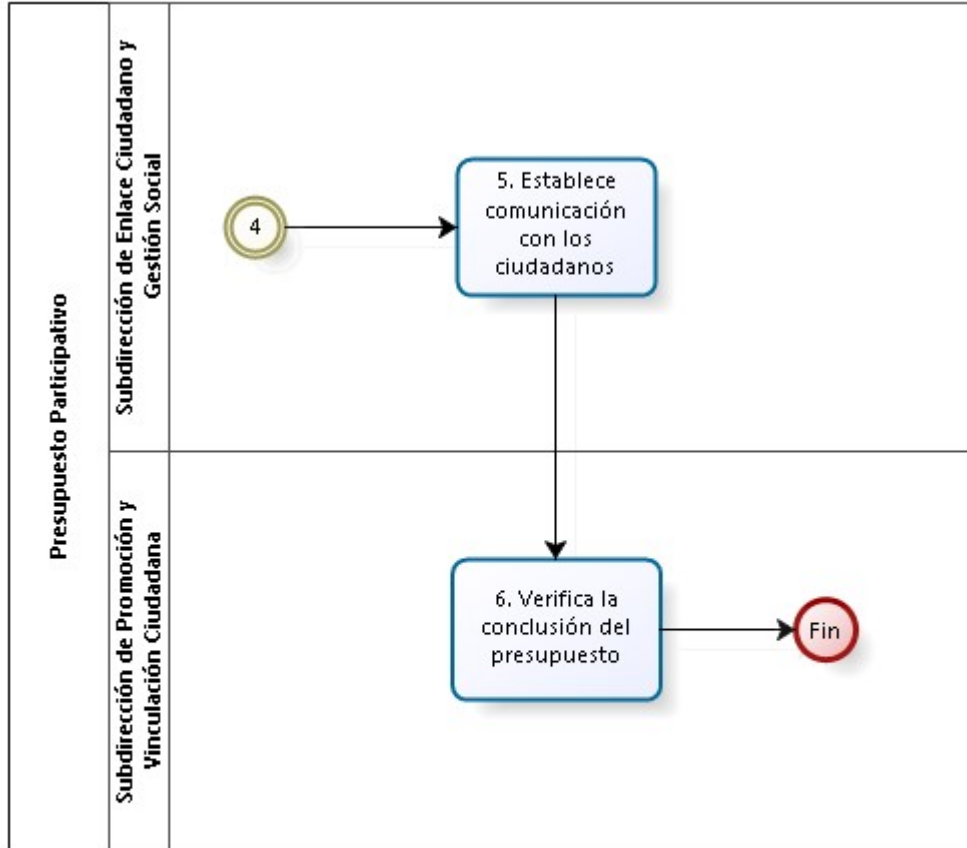 Presupuesto Participativo
Subdirección de Enlace Ciudadano y
Gestión Social
4
5. Establece
comunicación
con los
ciudadanos
Subdirección de Promoción y
Vinculación Ciudadana
6. Verifica la
conclusión del
presupuesto
Fin